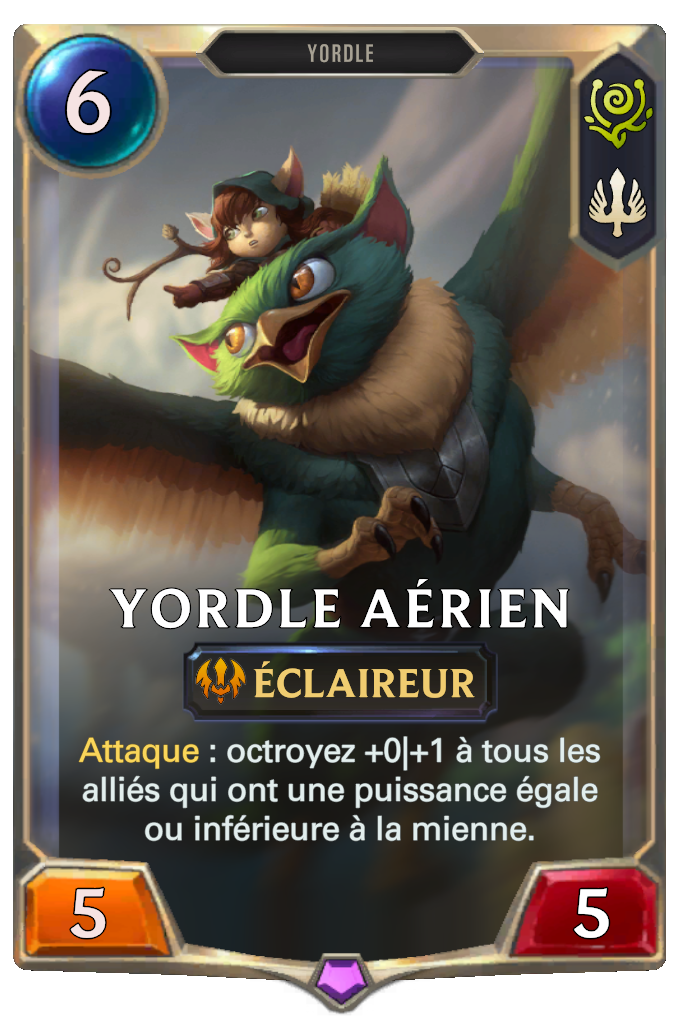 YORDLE
6
YORDLE AÉRIEN
ÉCLAIREUR
Attaque : octroyez +0|+1 à tous les
alliés qui ont une puissance égale
ou inférieure à la mienne.
5
5